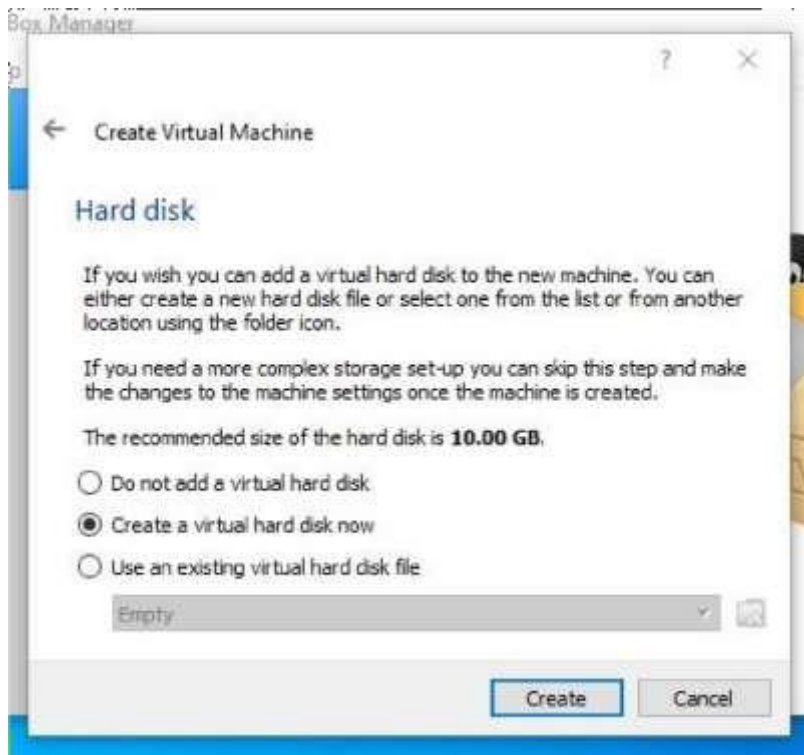 Box Manager
?
Create Virtual Machine
Hard disk
If you wish you can add a virtual hard disk to the new machine. You can
either create a new hard disk file or select one from the list or from another
location using the folder icon.
If you need a more complex storage set-up you can skip this step and make
the changes to the machine settings once the machine is created.
The recommended size of the hard disk is 10.00 GB.
Do not add a virtual hard disk
Create a virtual hard disk now
Use an existing virtual hard disk file
Empty
Create Cancel